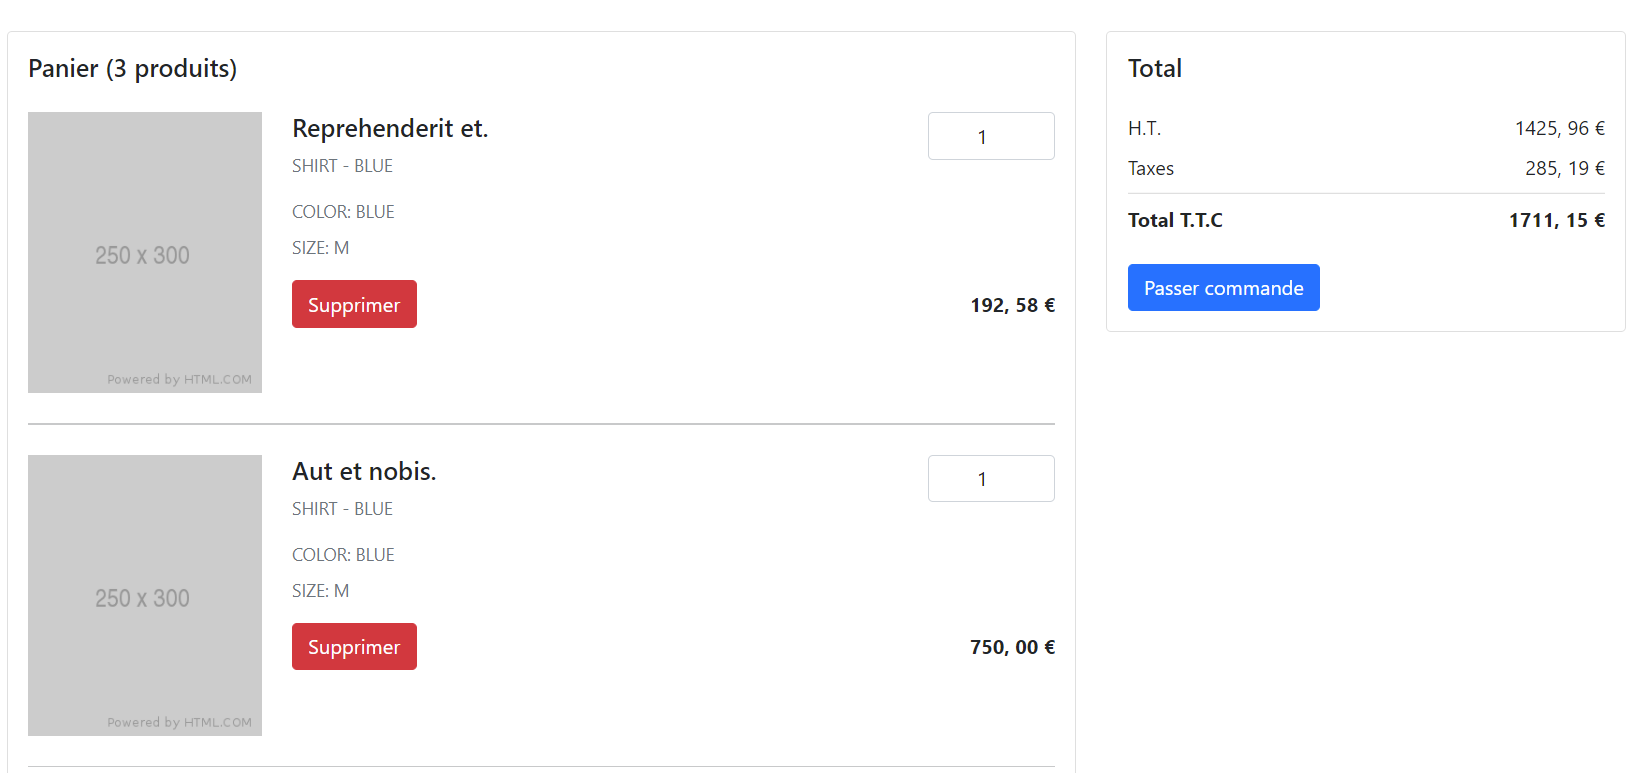 Panier (3 produits)
250 x 300
Powered by HTML.COM
Reprehenderit et.
1
SHIRT - BLUE
COLOR: BLUE
SIZE: M
Supprimer
192, 58 €
250 x 300
Powered by HTML.COM
Aut et nobis.
1
SHIRT - BLUE
COLOR: BLUE
SIZE: M
Supprimer
750, 00 €
Total
H.T. 1425, 96 €
Taxes 285, 19 €
Total T.T.C 1711, 15 €
Passer commande